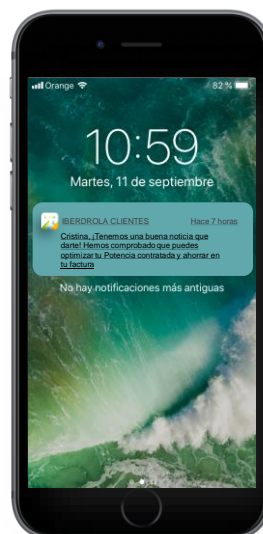 Orange
82 %
10:59
Martes, 11 de septiembre
IBERDROLA CLIENTES Hace 7 horas
Cristina, ¡Tenemos una buena noticia que
darte! Hemos comprobado que puedes
optimizar tu Potencia contratada y ahorrar en
tu factura
No hay notificaciones más antiguas